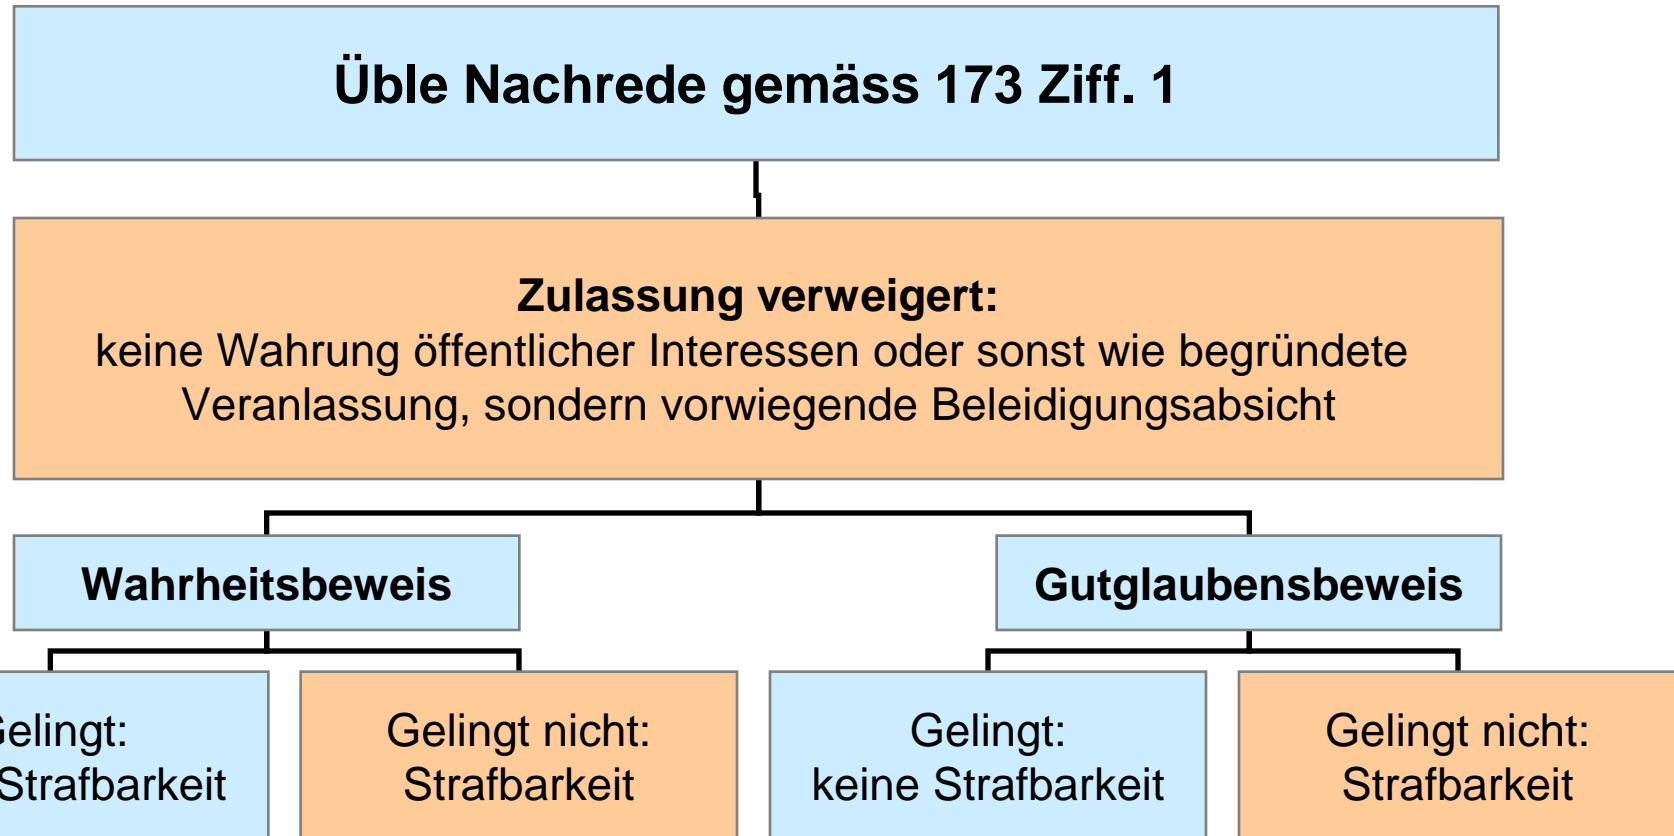 Üble Nachrede gemäss 173 Ziff. 1
Zulassung verweigert:
keine Wahrung öffentlicher Interessen oder sonst wie begründete
Veranlassung, sondern vorwiegende Beleidigungsabsicht
Wahrheitsbeweis
Gutglaubensbeweis
Gelingt:
Strafbarkeit
Gelingt nicht:
Strafbarkeit
Gelingt:
keine Strafbarkeit
Gelingt nicht:
Strafbarkeit